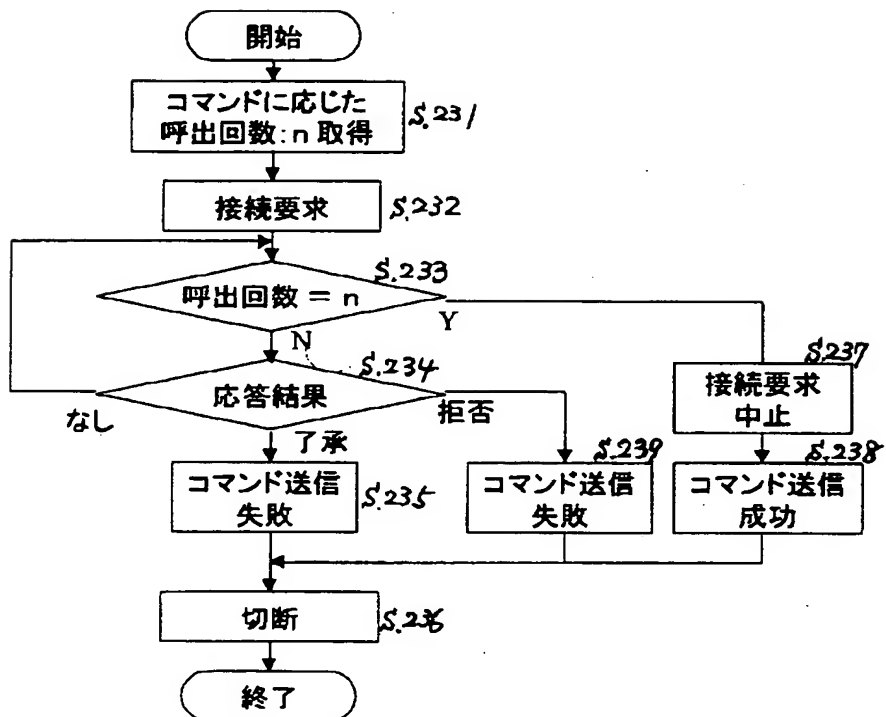 開始
コマンドに応じた
呼出回数:n 取得
S.231
接続要求
S.232
S.233
呼出回数 = n
Y
N
S.234
応答結果
なし
拒否
了承
S.237
接続要求
中止
コマンド送信
失敗
S.235
S.239
コマンド送信
失敗
S.238
コマンド送信
成功
切断
S.236
終了